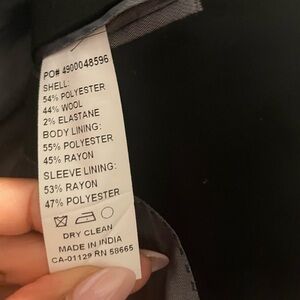 PO# 4900048596
SHELL:
54% POLYESTER
44% WOOL
2% ELASTANE
BODY LINING:
55% POLYESTER
45% RAYON
SLEEVE LINING:
53% RAYON
47% POLYESTER
DRY CLEAN
MADE IN INDIA
CA-01129 RN 58665